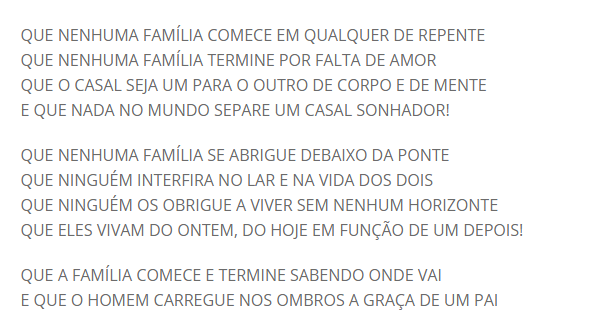 QUE NENHUMA FAMÍLIA COMECE EM QUALQUER DE REPENTE
QUE NENHUMA FAMÍLIA TERMINE POR FALTA DE AMOR
QUE O CASAL SEJA UM PARA O OUTRO DE CORPO E DE MENTE
E QUE NADA NO MUNDO SEPARE UM CASAL SONHADOR!
QUE NENHUMA FAMÍLIA SE ABRIGUE DEBAIXO DA PONTE
QUE NINGUÉM INTERFIRA NO LAR E NA VIDA DOS DOIS
QUE NINGUÉM OS OBRIGUE A VIVER SEM NENHUM HORIZONTE
QUE ELES VIVAM DO ONTEM, DO HOJE EM FUNÇÃO DE UM DEPOIS!
QUE A FAMÍLIA COMECE E TERMINE SABENDO ONDE VAI
E QUE O HOMEM CARREGUE NOS OMBROS A GRAÇA DE UM PAI